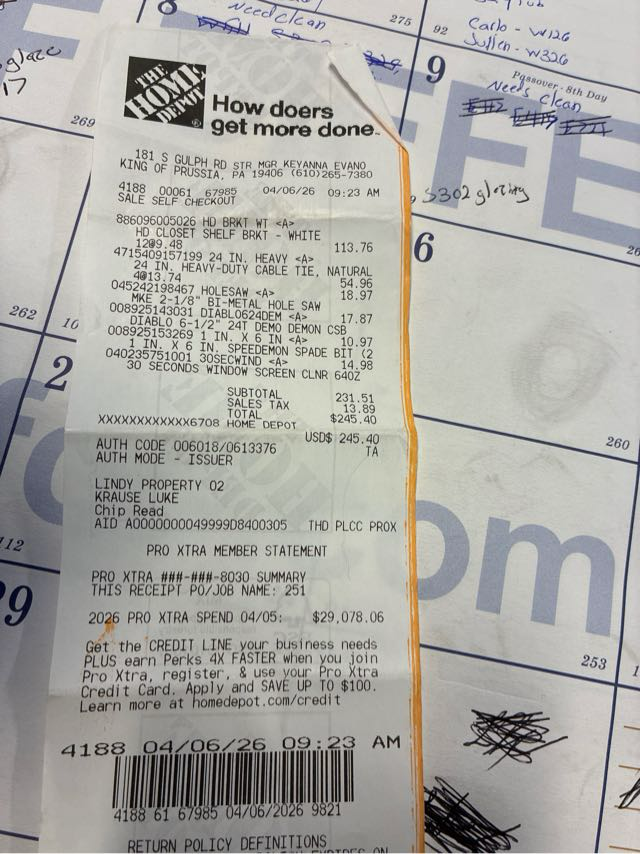 8
Need clean
275
92
Carlo - W126
Jullen - W326
9
Passover - 8th Day
Needs clean
17
269
S302 glazing
THE
HOME
DEPOT
How doers
get more done.
181 S GULPH RD STR MGR KEYANNA EVANO
KING OF PRUSSIA, PA 19406 (610)265-7380
4188 00061 67985 04/06/26 09:23 AM
SALE SELF CHECKOUT
886096005026 HD BRKT WT <A>
HD CLOSET SHELF BRKT - WHITE
12@9.48 113.76
4715409157199 24 IN. HEAVY <A>
24 IN. HEAVY-DUTY CABLE TIE, NATURAL
4@13.74 54.96
045242198467 HOLESAW <A> 18.97
MKE 2-1/8" BI-METAL HOLE SAW
008925143031 DIABLO624DEM <A> 17.87
DIABLO 6-1/2" 24T DEMO DEMON CSB
008925153269 1 IN. X 6 IN <A> 10.97
1 IN. X 6 IN. SPEEDEMON SPADE BIT (2
040235751001 30SECWIND <A> 14.98
30 SECONDS WINDOW SCREEN CLNR 64OZ
SUBTOTAL 231.51
SALES TAX 13.89
TOTAL $245.40
XXXXXXXXXXXX6708 HOME DEPOT
USD$ 245.40
AUTH CODE 006018/0613376 TA
AUTH MODE - ISSUER
LINDY PROPERTY 02
KRAUSE LUKE
Chip Read
AID A0000000049999D8400305 THD PLCC PROX
PRO XTRA MEMBER STATEMENT
PRO XTRA ###-###-8030 SUMMARY
THIS RECEIPT PO/JOB NAME: 251
2026 PRO XTRA SPEND 04/05: $29,078.06
Get the CREDIT LINE your business needs
PLUS earn Perks 4X FASTER when you join
Pro Xtra, register, & use your Pro Xtra
Credit Card. Apply and SAVE UP TO $100.
Learn more at homedepot.com/credit
4188 04/06/26 09:23 AM
4188 61 67985 04/06/2026 9821
RETURN POLICY DEFINITIONS
6
262
10
2
260
om
112
29
253